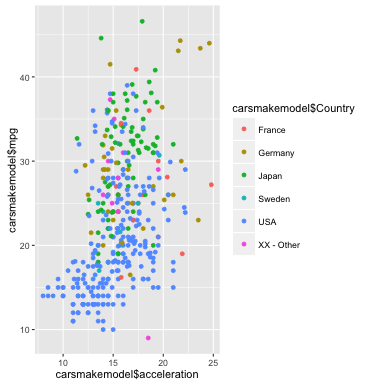 carsmakemodel$mpg
40
30
20
10
10
15
20
25
carsmakemodel$acceleration
carsmakemodel$Country
France
Germany
Japan
Sweden
USA
XX - Other